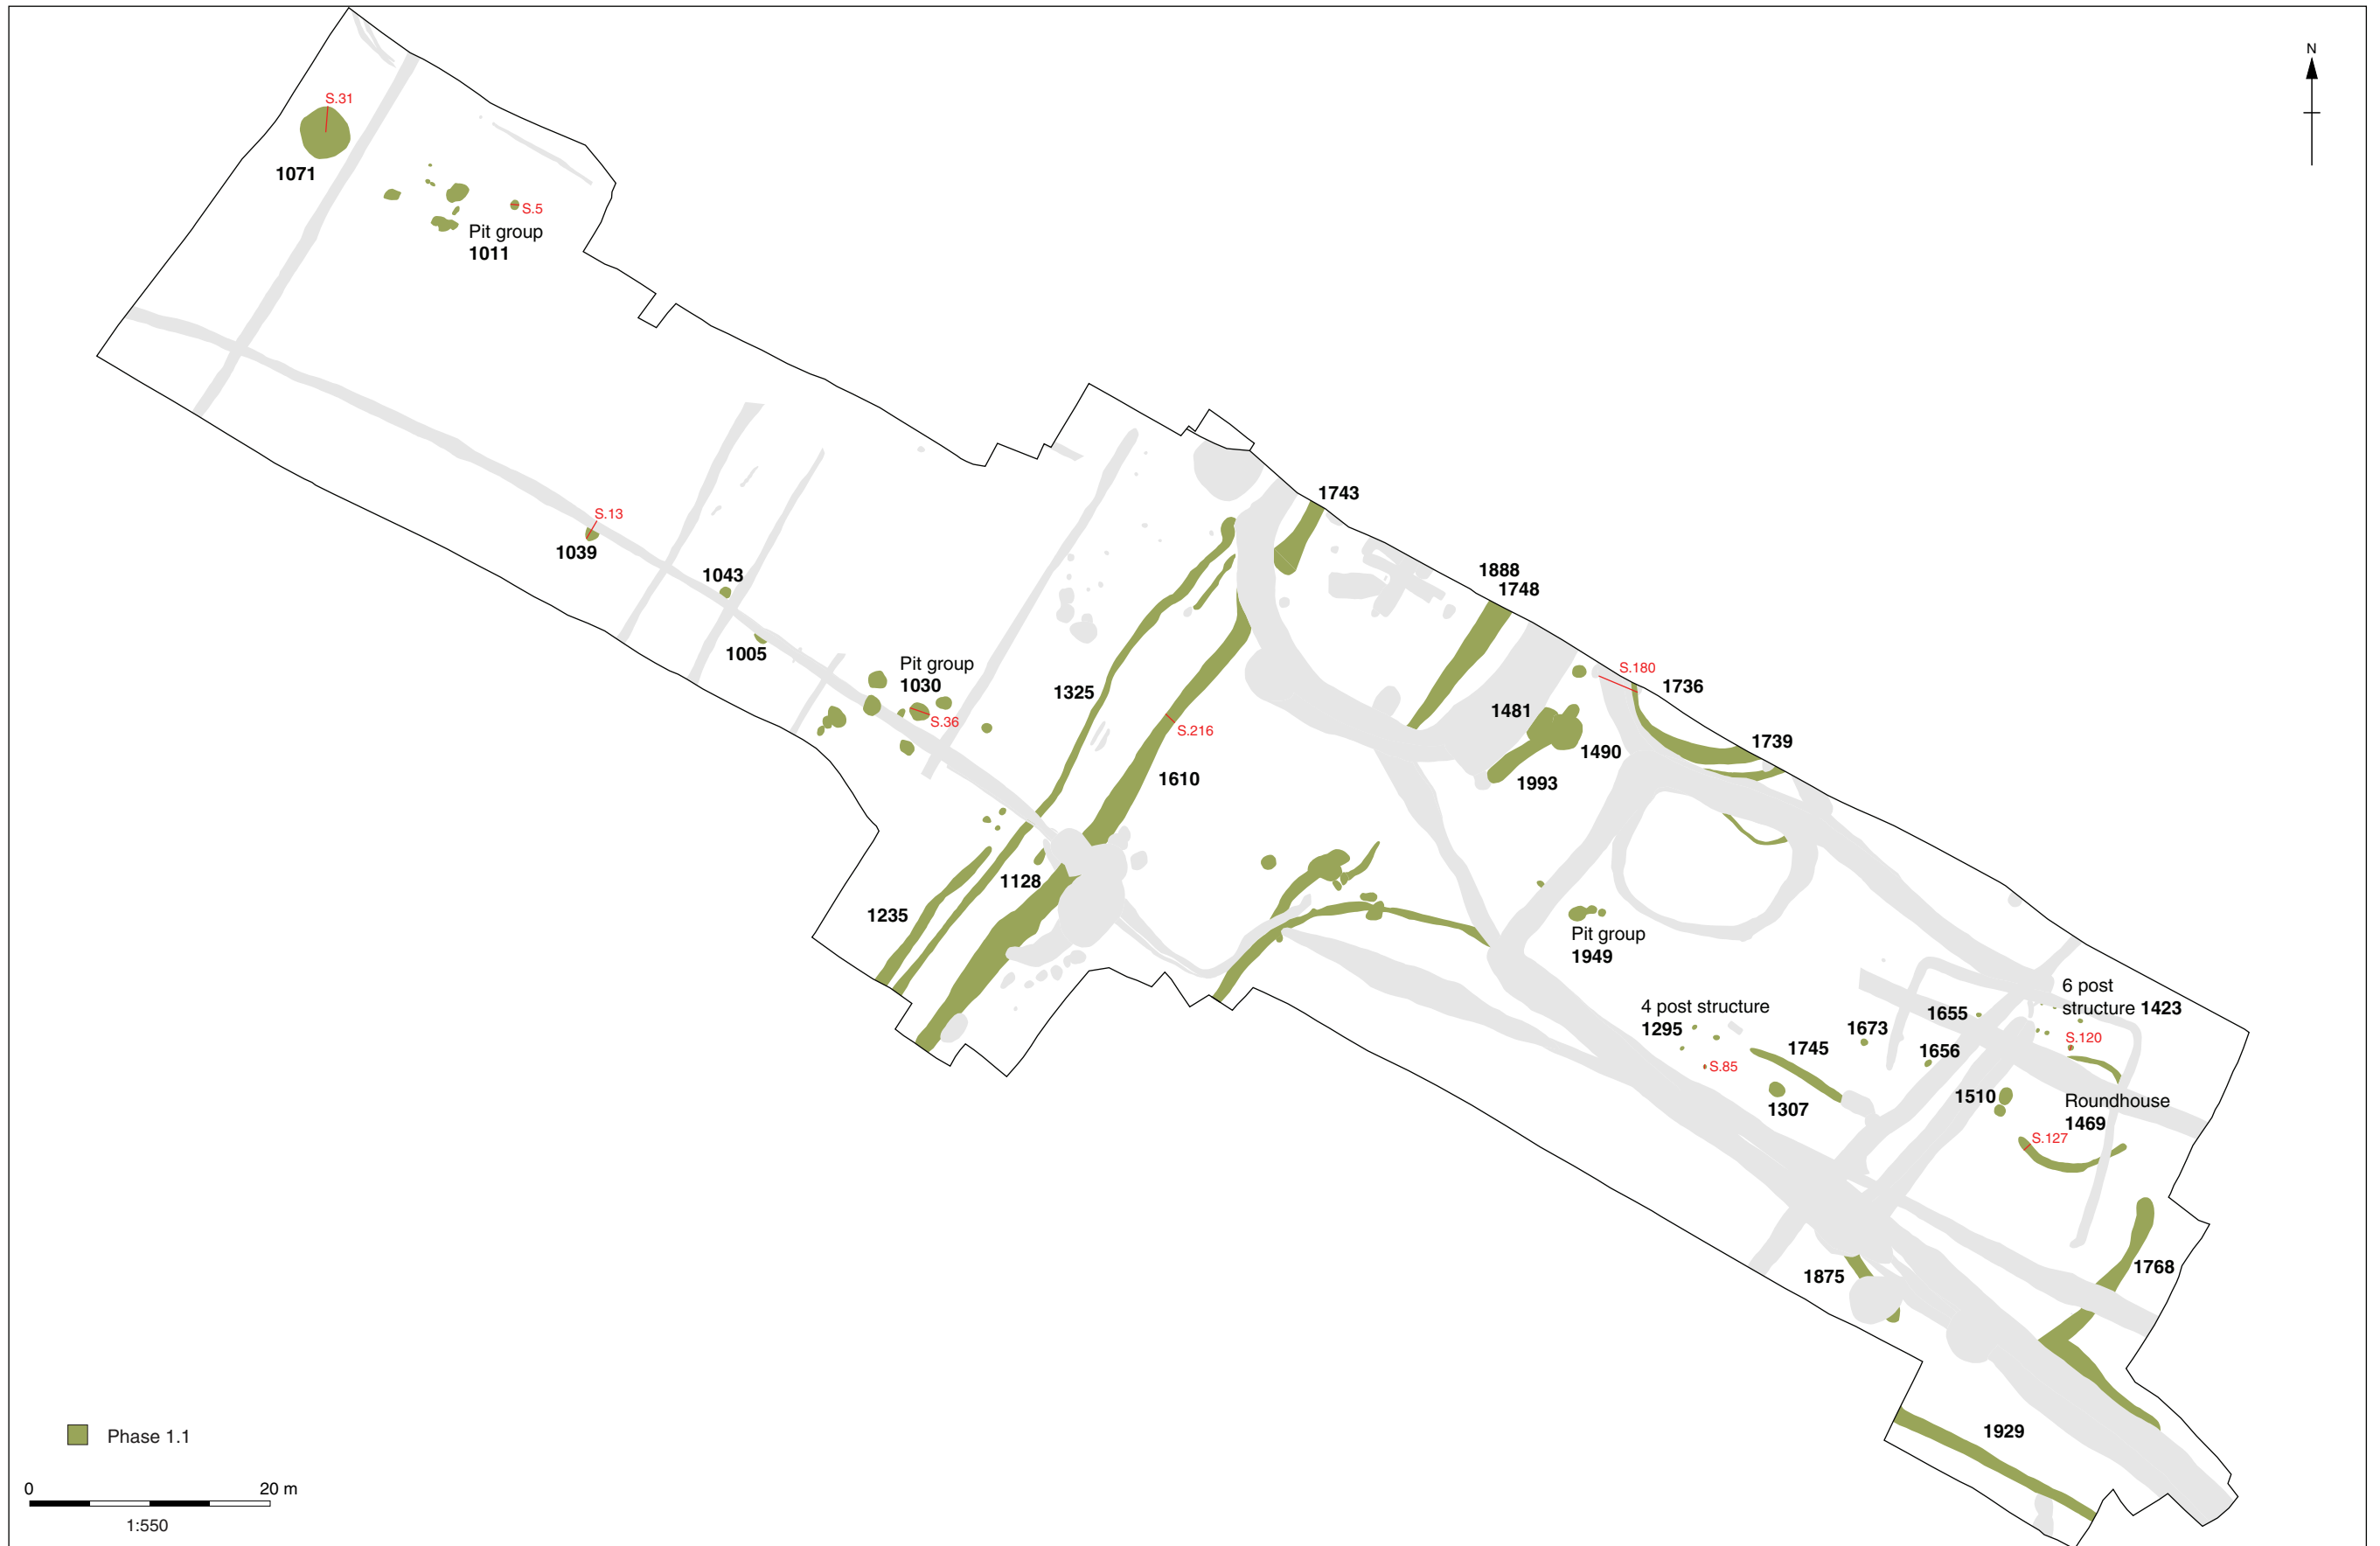 N
S.31
1071
S.5
Pit group
1011
S.13
1039
1043
1005
Pit group
1030
S.36
1325
S.216
1610
1743
1888
1748
S.180
1736
1481
1739
1490
1993
1128
1235
Pit group
1949
4 post structure
1295
S.85
1745
1307
1673
1655
1656
6 post
structure 1423
S.120
1510
Roundhouse
1469
S.127
1768
1875
1929
Phase 1.1
0 20 m
1:550